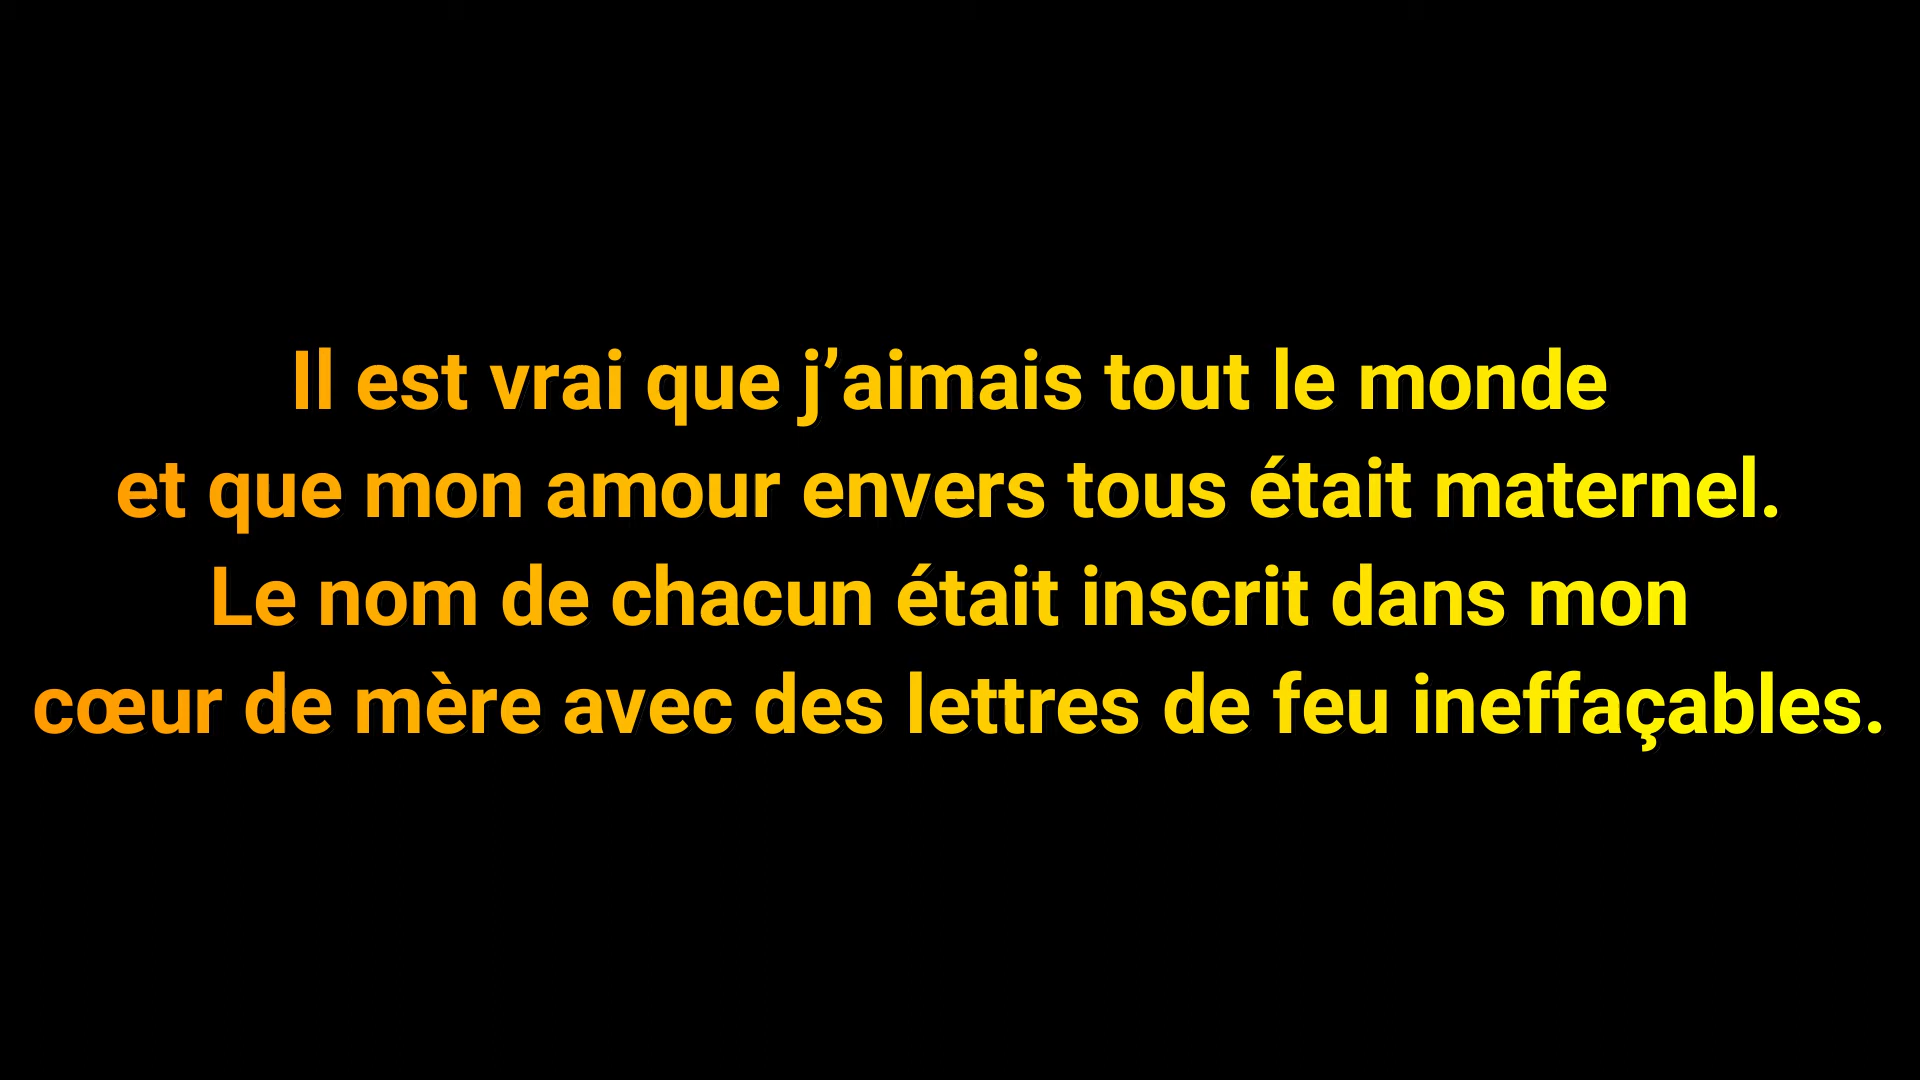 Il est vrai que j’aimais tout le monde
et que mon amour envers tous était maternel.
Le nom de chacun était inscrit dans mon
cœur de mère avec des lettres de feu ineffaçables.